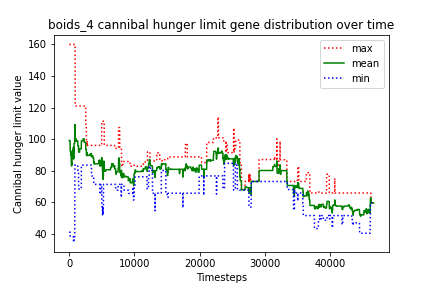 boids_4 cannibal hunger limit gene distribution over time
Cannibal hunger limit value
160
140
120
100
80
60
40
max
mean
min
0
10000
20000
30000
40000
Timesteps